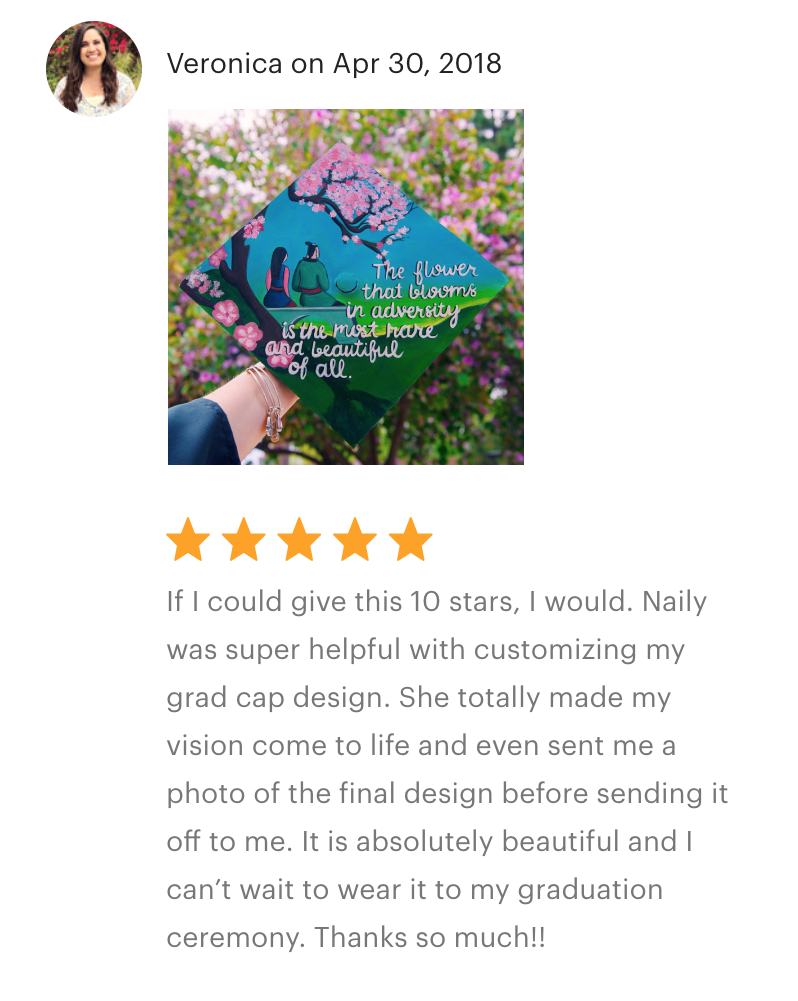 Veronica on Apr 30, 2018
The flower
that blooms
in adversity
is the most rare
and beautiful
of all.
If I could give this 10 stars, I would. Naily
was super helpful with customizing my
grad cap design. She totally made my
vision come to life and even sent me a
photo of the final design before sending it
off to me. It is absolutely beautiful and I
can’t wait to wear it to my graduation
ceremony. Thanks so much!!